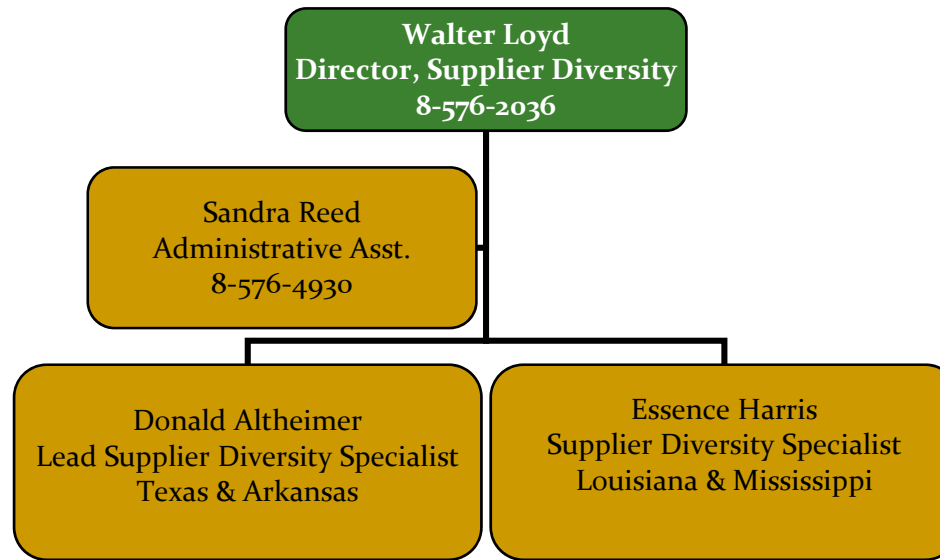 Walter Loyd
Director, Supplier Diversity
8-576-2036
Sandra Reed
Administrative Asst.
8-576-4930
Donald Altheimer
Lead Supplier Diversity Specialist
Texas & Arkansas
Essence Harris
Supplier Diversity Specialist
Louisiana & Mississippi